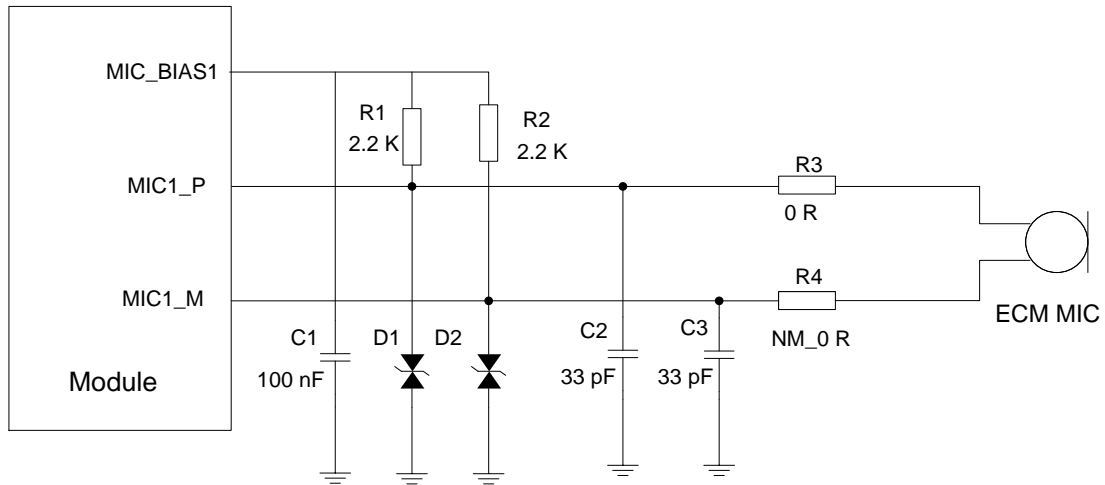 MIC_BIAS1
R1
2.2 K
R2
2.2 K
MIC1_P
R3
0 R
MIC1_M
R4
NM_0 R
ECM MIC
C1
100 nF
D1
D2
C2
33 pF
C3
33 pF
Module